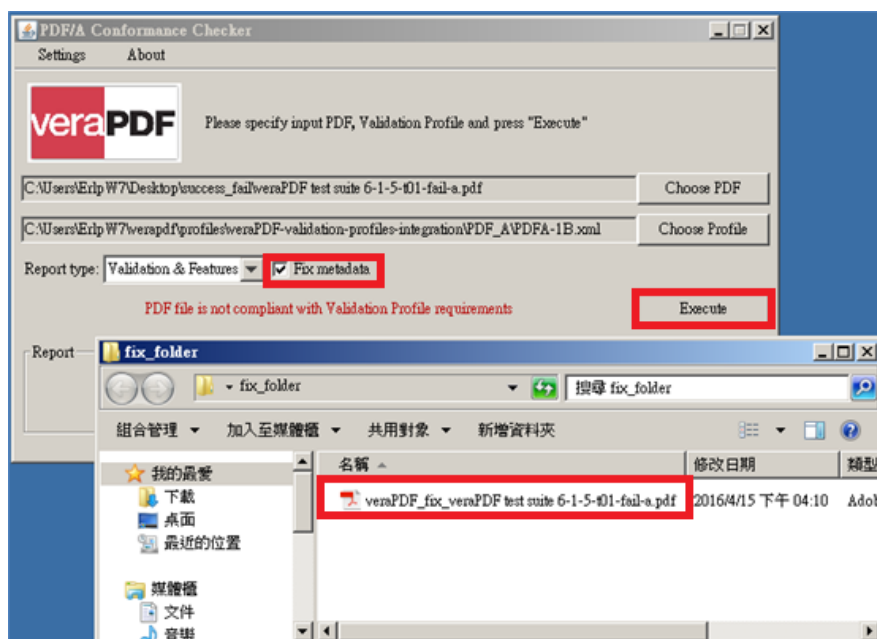 PDF/A Conformance Checker
Settings About
veraPDF Please specify input PDF, Validation Profile and press "Execute"
C:\Users\Erlp W7\Desktop\success_fail\veraPDF test suite 6-1-5-t01-fail-a.pdf Choose PDF
C:\Users\Erlp W7\verapdf\profiles\veraPDF-validation-profiles-integration\PDF_A\PDFA-1B.xml Choose Profile
Report type: Validation & Features Fix metadata
PDF file is not compliant with Validation Profile requirements Execute
Report
fix_folder
fix_folder 搜尋 fix_folder
組合管理 加入至媒體櫃 共用對象 新增資料夾
我的最愛 名稱 修改日期 類型
下載 veraPDF_fix_veraPDF test suite 6-1-5-t01-fail-a.pdf 2016/4/15 下午 04:10
桌面
最近的位置
媒體櫃
文件
音樂